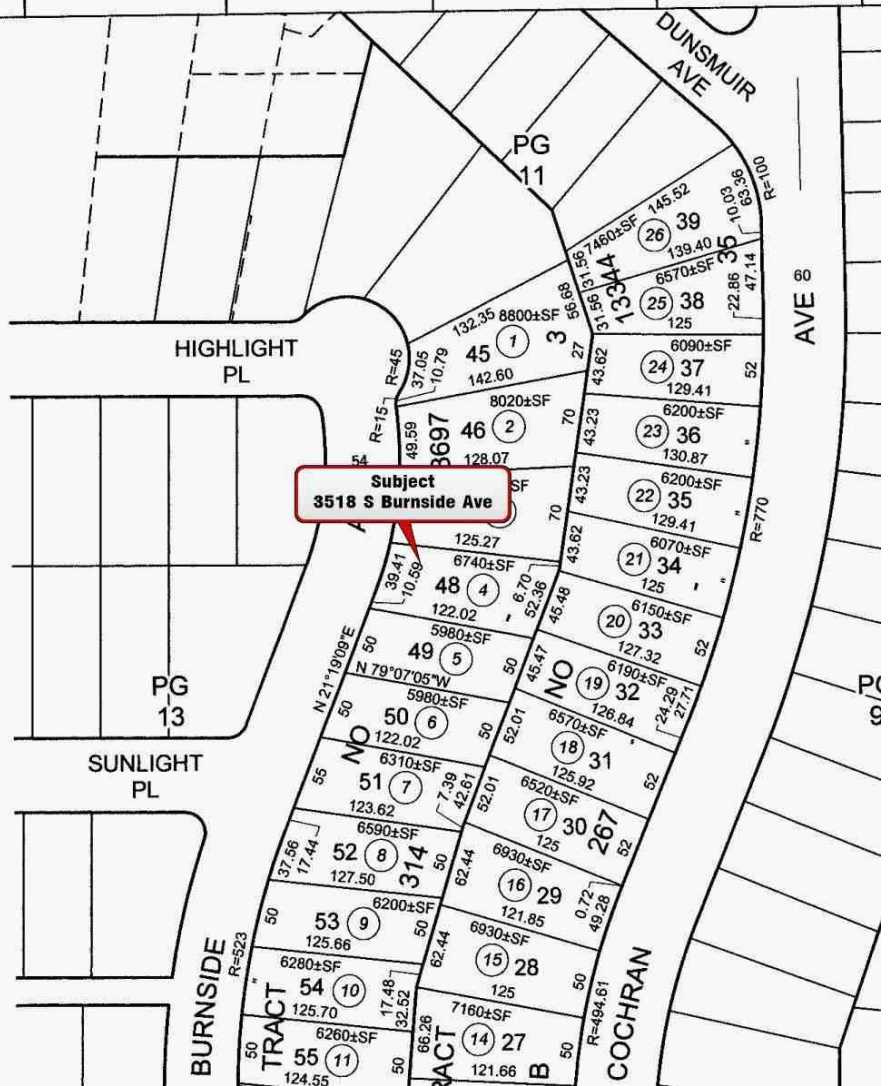 DUNSMUIR
AVE
PG
11
R=100
145.52
7460±SF
26
39
10.03
63.36
139.40
35
31.56
13344
6570±SF
25
38
125
31.56
22.86
47.14
60
AVE
56.68
132.35
8800±SF
45
1
3
27
142.60
37.05
10.79
R=45
HIGHLIGHT
PL
R=15
6090±SF
24
37
129.41
52
43.62
8020±SF
46
2
70
49.59
128.07
6200±SF
23
36
130.87
"
43.23
54
Subject
3518 S Burnside Ave
SF
70
125.27
6200±SF
22
35
129.41
"
43.23
R=770
43.62
6070±SF
21
34
125
' "
6740±SF
48
4
122.02
'
39.41
10.59
6.70
52.36
45.48
6150±SF
20
33
127.32
52
5980±SF
49
5
50
50
N 79°07'05"W
N 21°19'09"E
45.47
NO
6190±SF
19
32
126.84
24.29
27.71
PG
13
5980±SF
50
6
122.02
50
50
NO
52.01
6570±SF
18
31
125.92
'
52
SUNLIGHT
PL
6310±SF
51
7
123.62
55
7.39
42.61
52.01
6520±SF
17
30
125
267
52
6590±SF
52
8
127.50
314
50
37.56
17.44
62.44
6930±SF
16
29
121.85
0.72
49.28
6200±SF
53
9
125.66
50
50
62.44
6930±SF
15
28
125
50
R=523
BURNSIDE
6280±SF
54
10
125.70
"
TRACT
17.48
32.52
R=494.61
COCHRAN
7160±SF
14
27
121.66
66.26
50
B
6260±SF
55
11
124.55
50
50
9